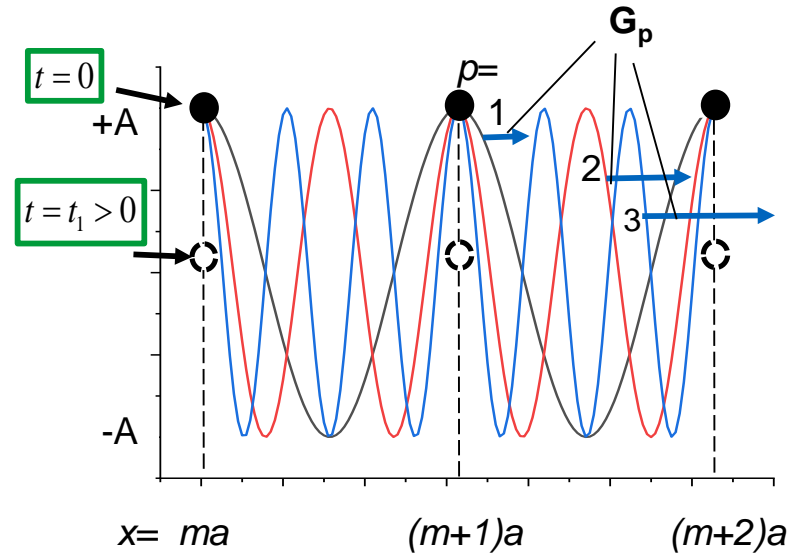 G_p
t = 0
p=
1
+A
2
t = t_1 > 0
3
-A
x= ma (m+1)a (m+2)a